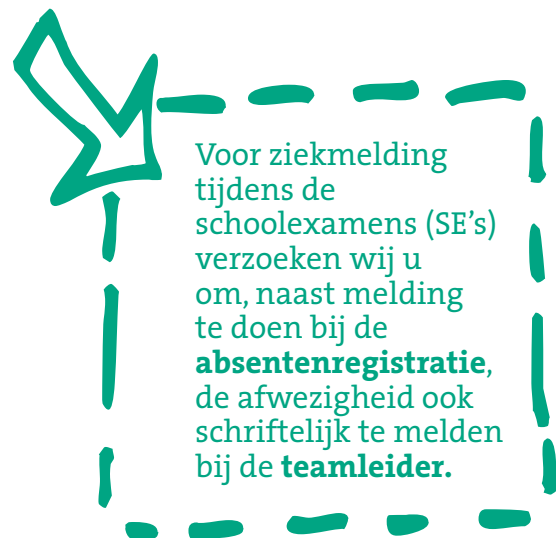 Voor ziekmelding
tijdens de
schoolexamens (SE’s)
verzoeken wij u
om, naast melding
te doen bij de
absentenregistratie,
de afwezigheid ook
schriftelijk te melden
bij de teamleider.